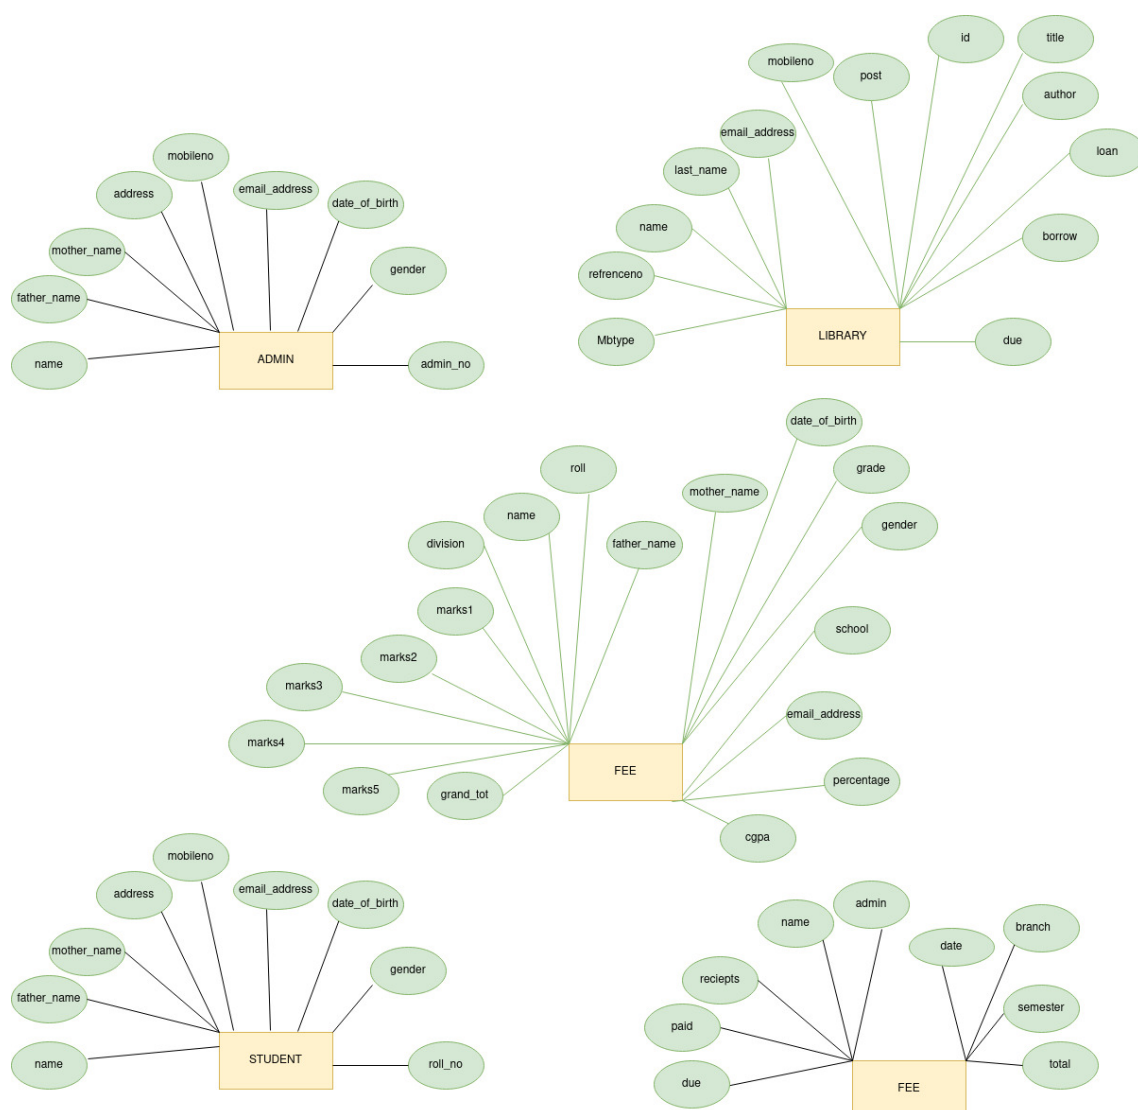 mobileno
address
email_address
date_of_birth
mother_name
gender
father_name
name
ADMIN
admin_no
id
title
mobileno
post
author
email_address
loan
last_name
name
borrow
refrenceno
Mbtype
LIBRARY
due
date_of_birth
roll
grade
mother_name
name
gender
division
father_name
marks1
school
marks2
marks3
email_address
marks4
FEE
percentage
marks5
grand_tot
cgpa
mobileno
address
email_address
date_of_birth
mother_name
gender
father_name
name
STUDENT
roll_no
admin
name
branch
date
reciepts
semester
paid
total
due
FEE